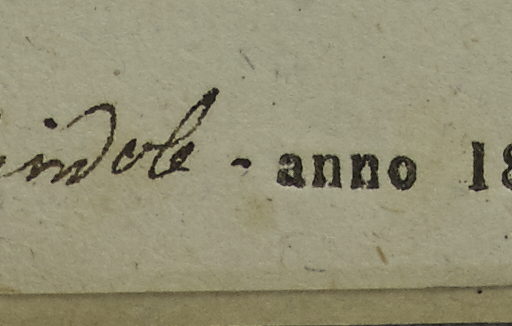 indole - anno 18